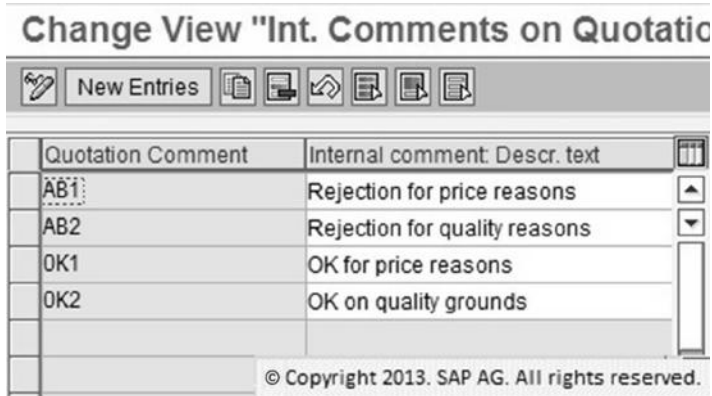 Change View "Int. Comments on Quotatio
New Entries
Quotation Comment Internal comment: Descr. text
AB1 Rejection for price reasons
AB2 Rejection for quality reasons
0K1 OK for price reasons
0K2 OK on quality grounds
© Copyright 2013. SAP AG. All rights reserved.